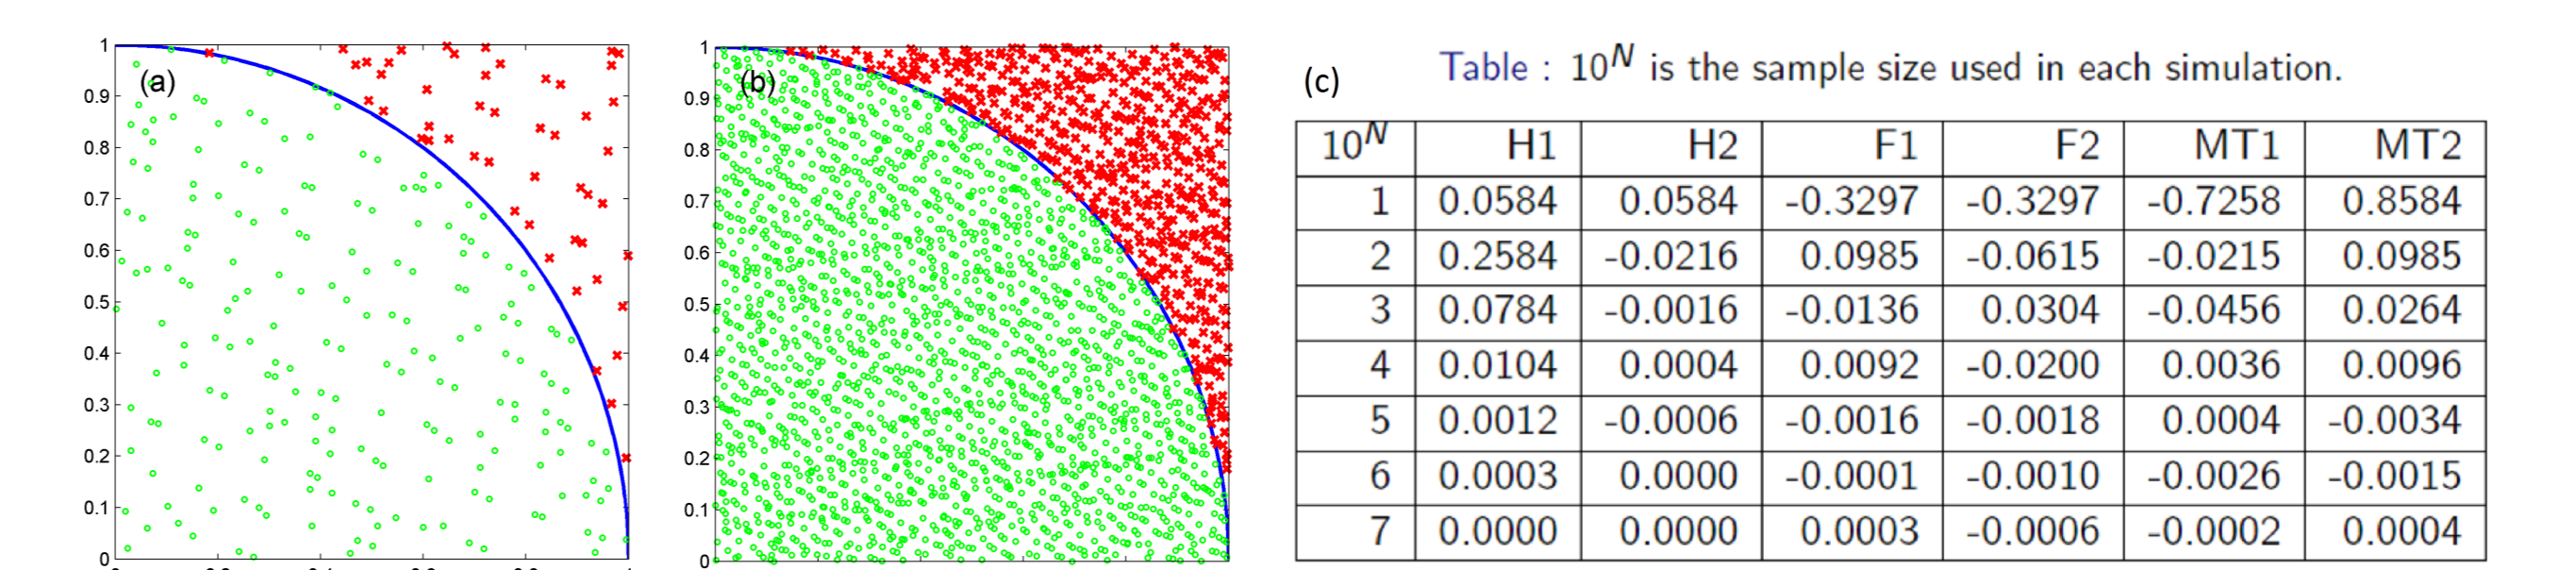 (a)
1
0.9
0.8
0.7
0.6
0.5
0.4
0.3
0.2
0.1
0
(b)
1
0.9
0.8
0.7
0.6
0.5
0.4
0.3
0.2
0.1
0
(c)
Table : 10^N is the sample size used in each simulation.
10^N H1 H2 F1 F2 MT1 MT2
1 0.0584 0.0584 -0.3297 -0.3297 -0.7258 0.8584
2 0.2584 -0.0216 0.0985 -0.0615 -0.0215 0.0985
3 0.0784 -0.0016 -0.0136 0.0304 -0.0456 0.0264
4 0.0104 0.0004 0.0092 -0.0200 0.0036 0.0096
5 0.0012 -0.0006 -0.0016 -0.0018 0.0004 -0.0034
6 0.0003 0.0000 -0.0001 -0.0010 -0.0026 -0.0015
7 0.0000 0.0000 0.0003 -0.0006 -0.0002 0.0004